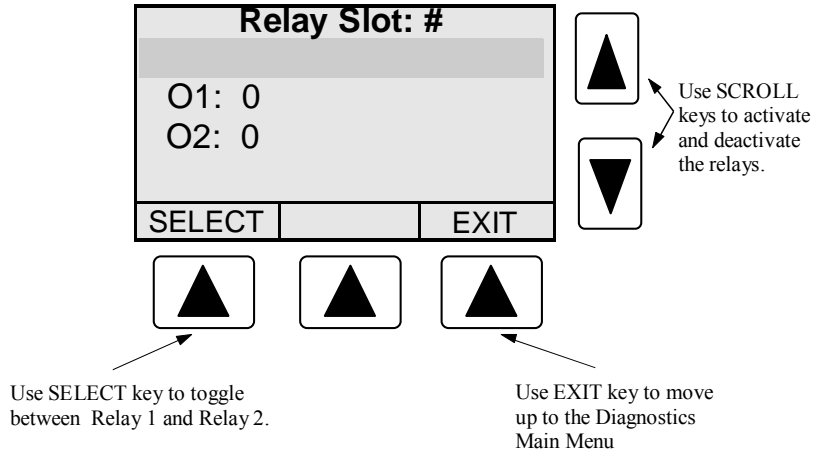 Relay Slot: #
O1: 0
O2: 0
SELECT EXIT
Use SCROLL
keys to activate
and deactivate
the relays.
Use SELECT key to toggle
between Relay 1 and Relay 2.
Use EXIT key to move
up to the Diagnostics
Main Menu